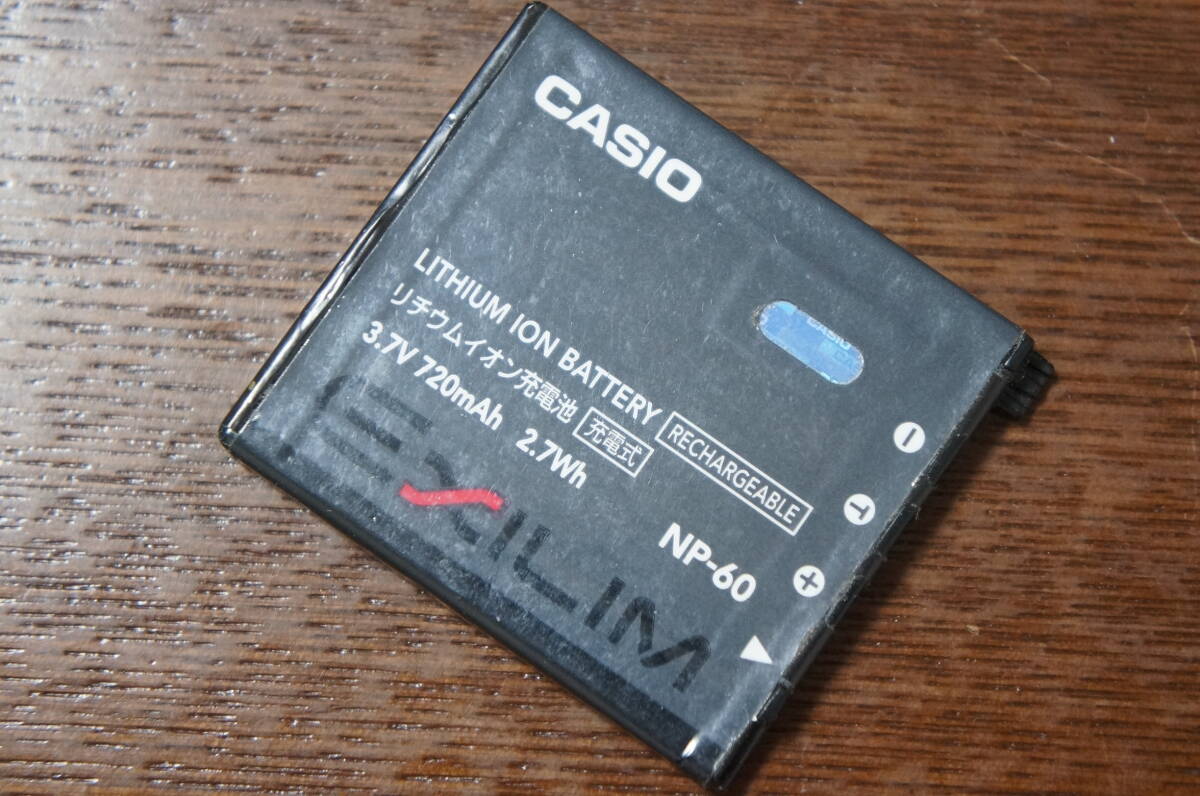 CASIO
CASIO
LITHIUM ION BATTERY RECHARGEABLE
リチウムイオン充電池 充電式
3.7V 720mAh 2.7Wh
NP-60
EXILIM
− T +